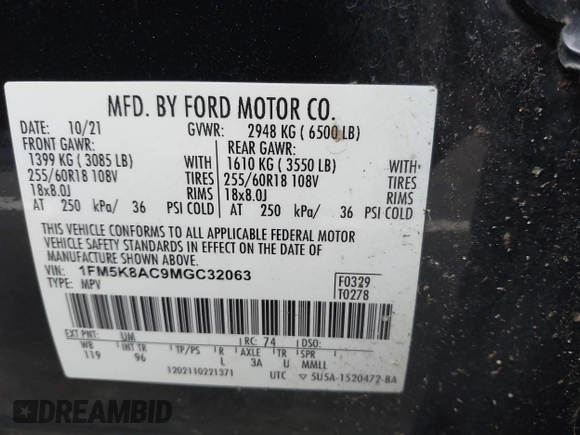 MFD. BY FORD MOTOR CO.
DATE: 10/21 GVWR: 2948 KG ( 6500 LB)
FRONT GAWR: REAR GAWR:
1399 KG ( 3085 LB) WITH 1610 KG ( 3550 LB) WITH
255/60R18 108V TIRES 255/60R18 108V TIRES
18x8.0J RIMS 18x8.0J RIMS
AT 250 kPa/ 36 PSI COLD AT 250 kPa/ 36 PSI COLD
THIS VEHICLE CONFORMS TO ALL APPLICABLE FEDERAL MOTOR
VEHICLE SAFETY STANDARDS IN EFFECT ON THE DATE OF
MANUFACTURE SHOWN ABOVE.
VIN: 1FM5K8AC9MGC32063 F0329
TYPE: MPV T0278
EXT PNT: UM RC: 74 DSO:
WB INT TR TP/PS R AXLE TR SPR
119 96 L 3A U MMLL
1202110221371 UTC 5U5A-1520472-BA
DREAMBID